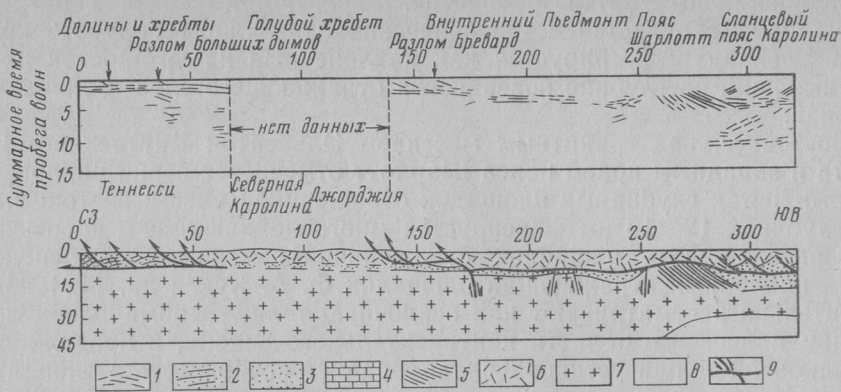 Долины и хребты Голубой хребет Внутренний Пьедмонт Пояс Сланцевый
Разлом Больших дымов Разлом Бревард Шарлотт пояс Каролина
0 50 100 150 200 250 300
Суммарное время пробега волн
0
5
10
15
нет данных
Теннесси Северная Каролина Джорджия
СЗ ЮВ
0 50 100 150 200 250 300
0
15
30
45
1 2 3 4 5 6 7 8 9